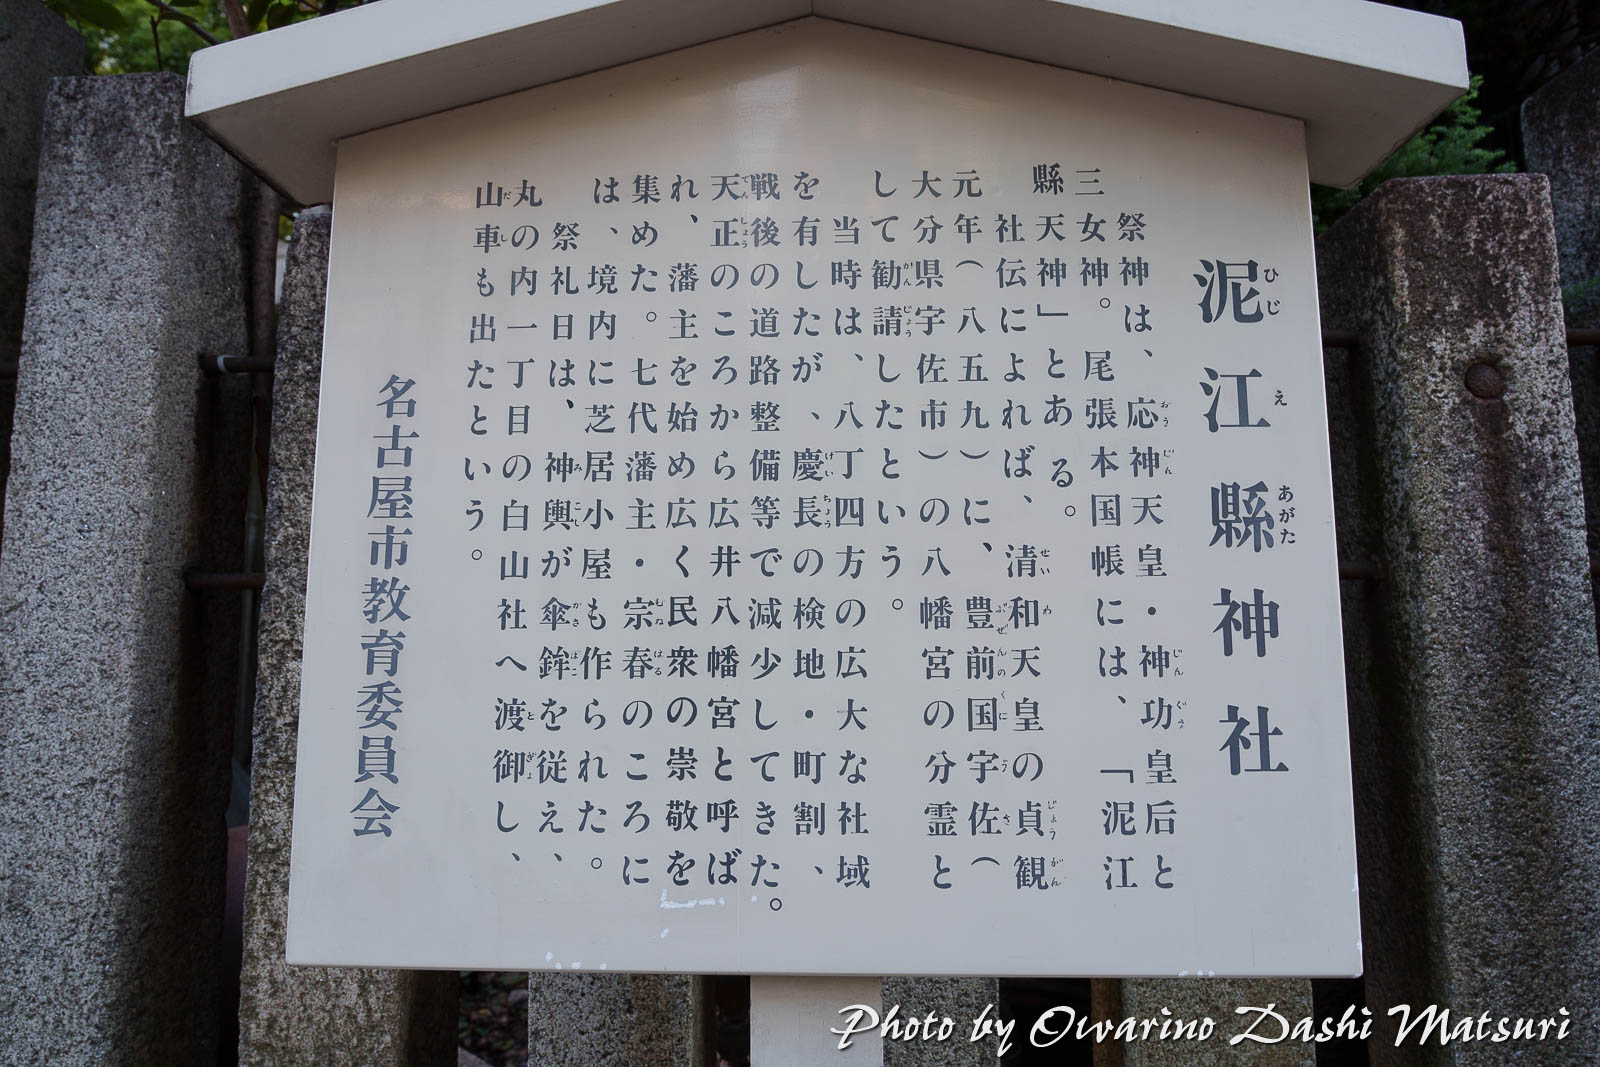 泥江縣神社
祭神は、応神天皇・神功皇后と
三女神。尾張本国帳には、「泥江
縣天神」とある。
社伝によれば、清和天皇の貞観
元年(八五九)に、豊前国宇佐(
大分県宇佐市)の八幡宮の分霊と
して勧請したという。
当時は、八丁四方の広大な社域
を有したが、慶長の検地・町割、
戦後の道路整備等で減少してきた。
天正のころから広井八幡宮と呼ば
れ、藩主を始め広く民衆の崇敬を
集めた。七代藩主・宗春のころに
は、境内に芝居小屋も作られた。
祭礼日は、神輿が傘鉾を従え、
丸の内一丁目の白山社へ渡御し、
山車も出たという。
名古屋市教育委員会
Photo by Owarino Dashi Matsuri